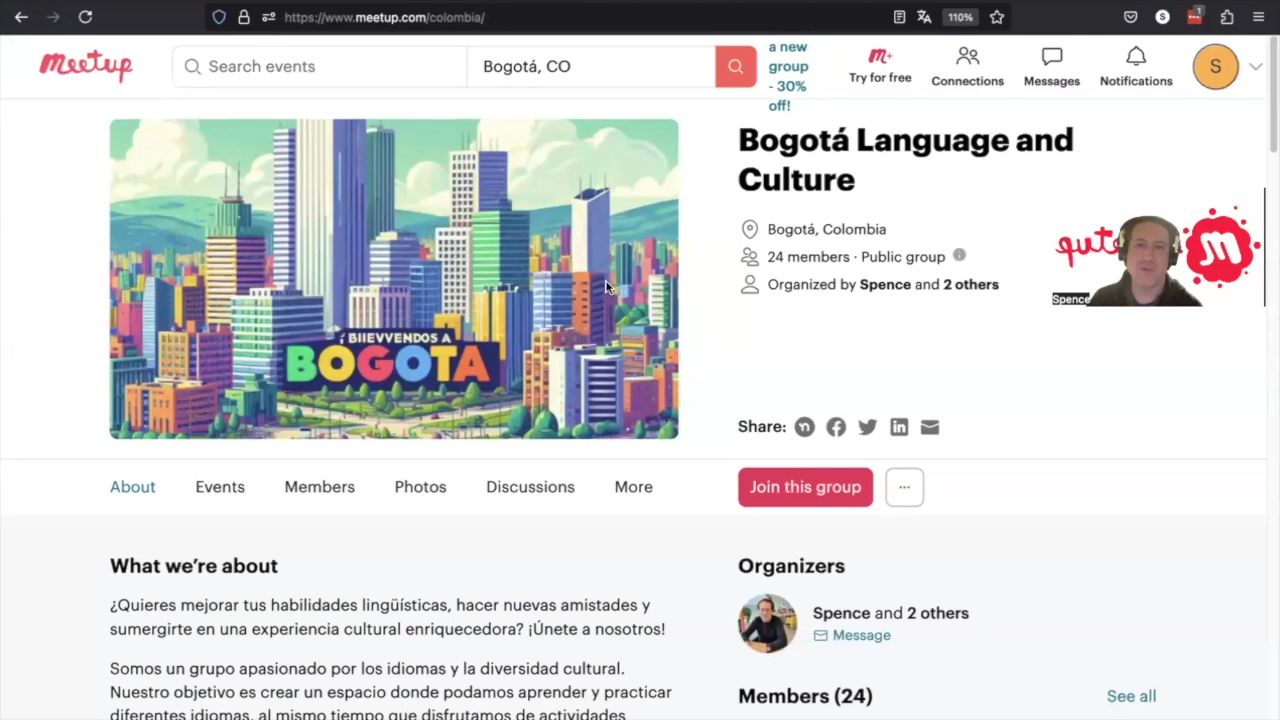 https://www.meetup.com/colombia/
110%
S
1
meetup
Search events
Bogotá, CO
a new
group
- 30%
off!
m+
Try for free
Connections
Messages
Notifications
S
¡ BIIEVVENDOS A
BOGOTA
Bogotá Language and
Culture
Bogotá, Colombia
24 members · Public group
Organized by Spence and 2 others
m
Spence
Share:
About
Events
Members
Photos
Discussions
More
Join this group
...
What we’re about
Organizers
¿Quieres mejorar tus habilidades lingüísticas, hacer nuevas amistades y
sumergirte en una experiencia cultural enriquecedora? ¡Únete a nosotros!
Spence and 2 others
Message
Somos un grupo apasionado por los idiomas y la diversidad cultural.
Nuestro objetivo es crear un espacio donde podamos aprender y practicar
diferentes idiomas, al mismo tiempo que disfrutamos de actividades
Members (24)
See all